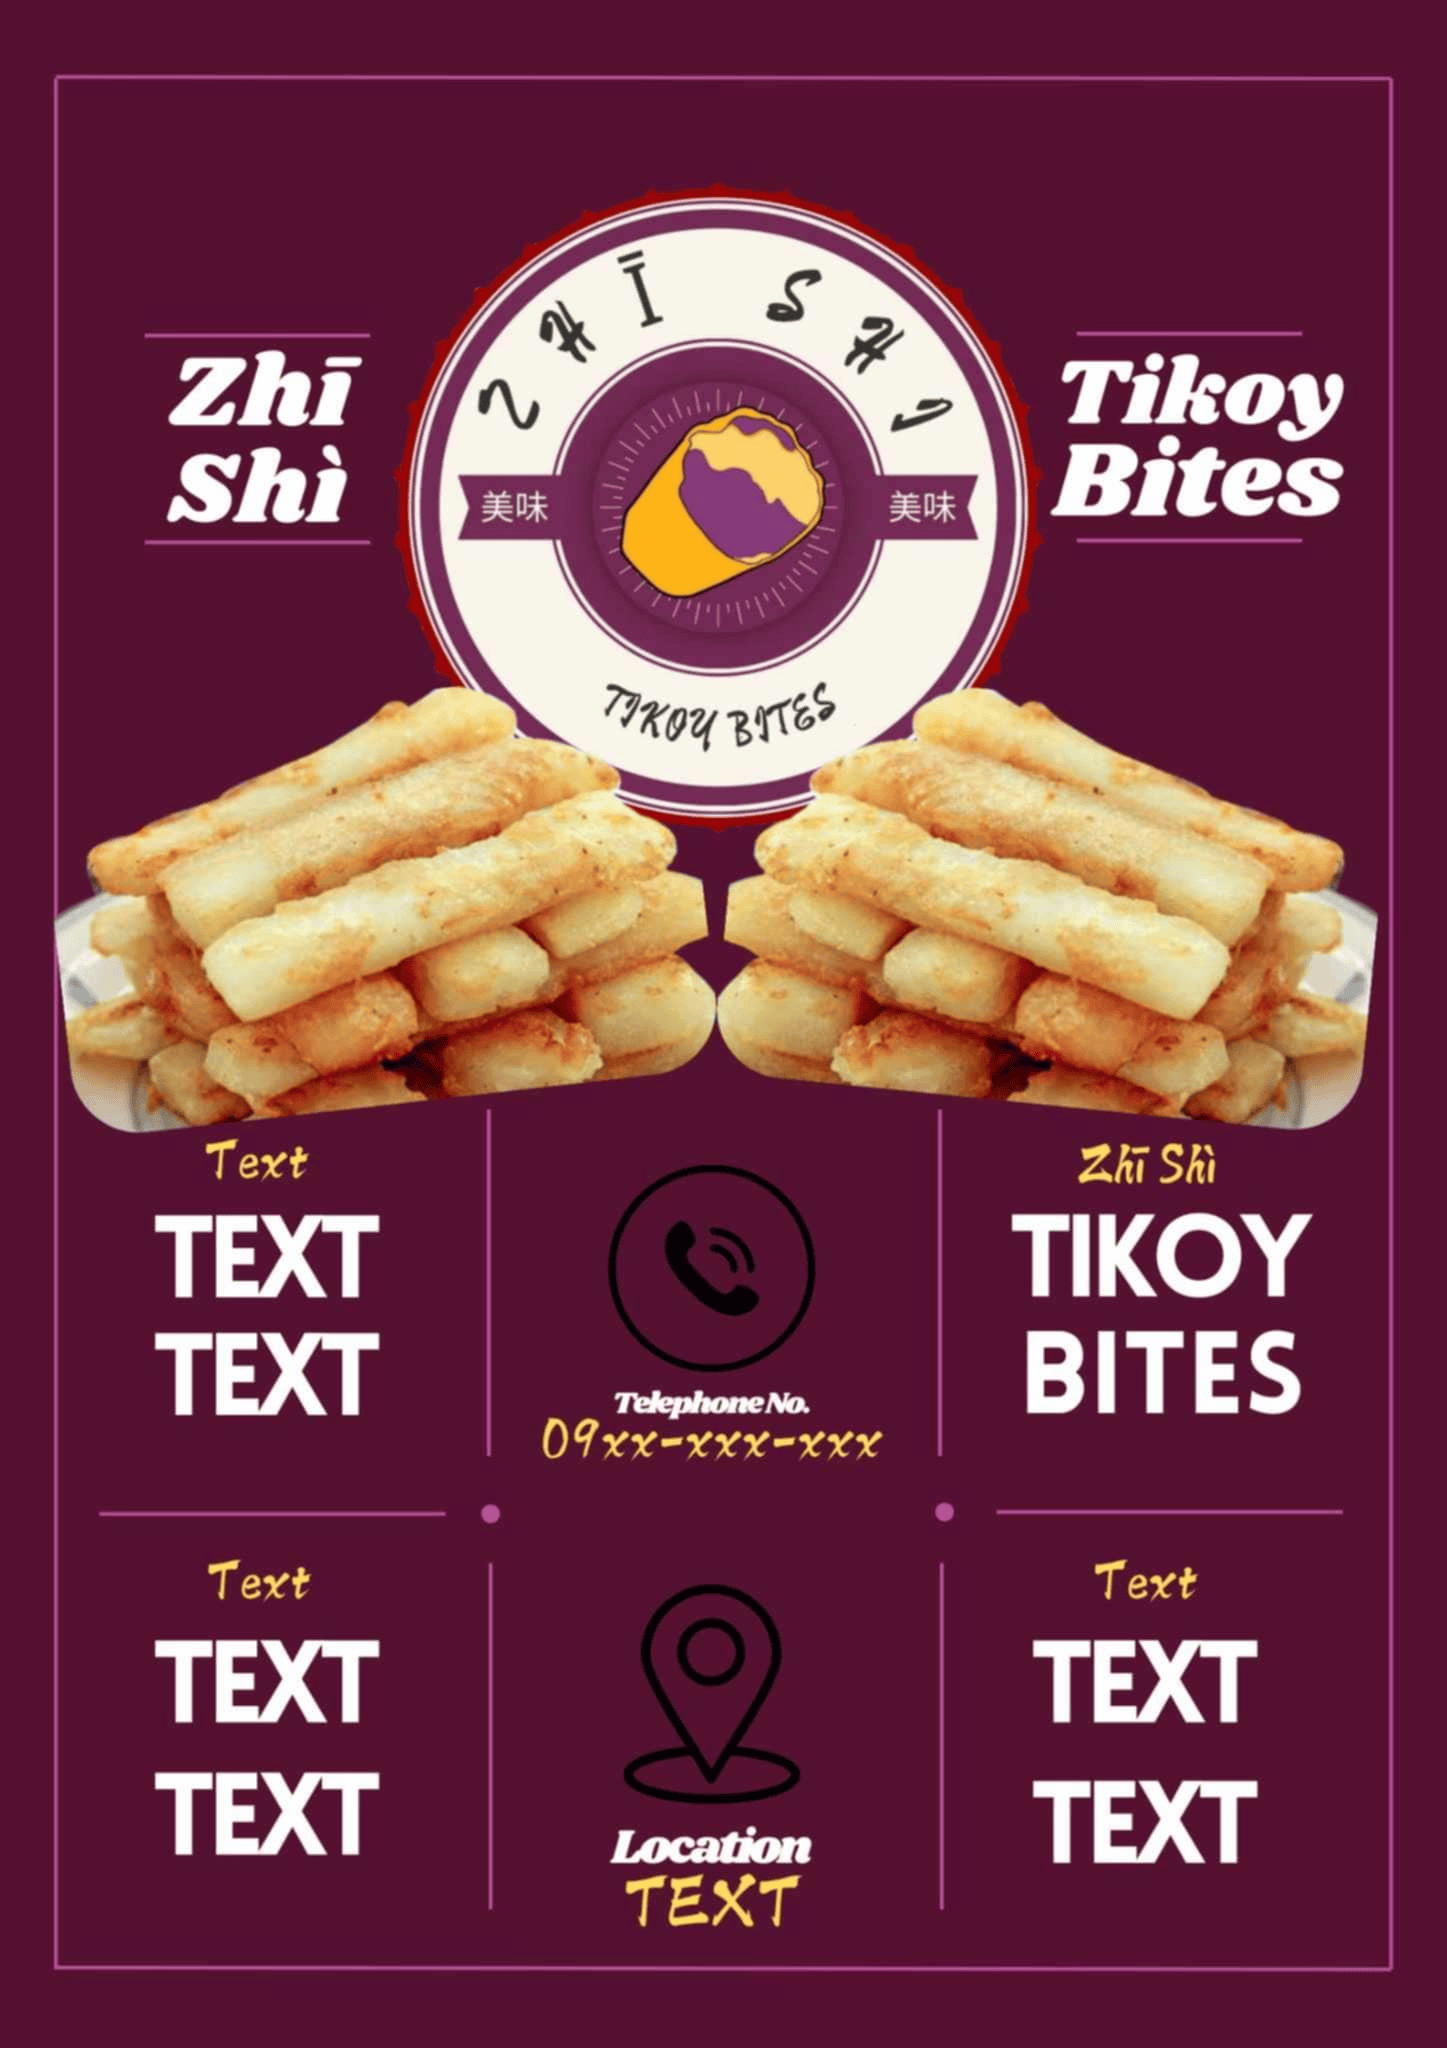 ZHĪ SHÌ
Zhī
Shì
Tikoy
Bites
美味
美味
TIKOY BITES
Text
TEXT
TEXT
Telephone No.
09xx-xxx-xxx
Zhī Shì
TIKOY
BITES
Text
TEXT
TEXT
Location
TEXT
Text
TEXT
TEXT